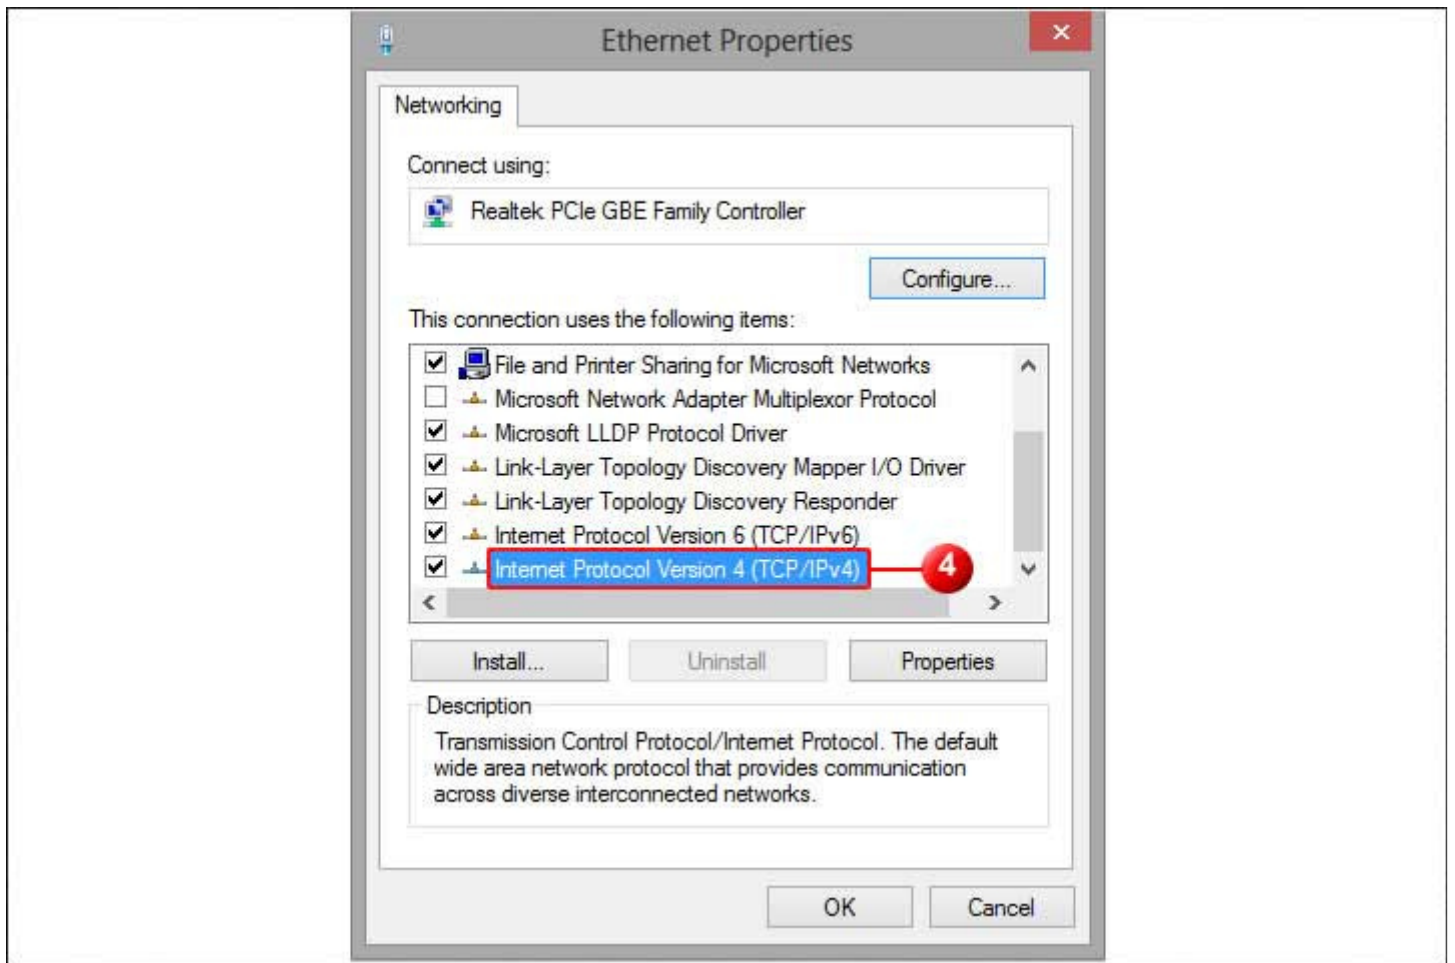 Ethernet Properties
Networking
Connect using:
Realtek PCIe GBE Family Controller
Configure...
This connection uses the following items:
File and Printer Sharing for Microsoft Networks
Microsoft Network Adapter Multiplexor Protocol
Microsoft LLDP Protocol Driver
Link-Layer Topology Discovery Mapper I/O Driver
Link-Layer Topology Discovery Responder
Internet Protocol Version 6 (TCP/IPv6)
Internet Protocol Version 4 (TCP/IPv4) 4
Install... Uninstall Properties
Description
Transmission Control Protocol/Internet Protocol. The default
wide area network protocol that provides communication
across diverse interconnected networks.
OK Cancel